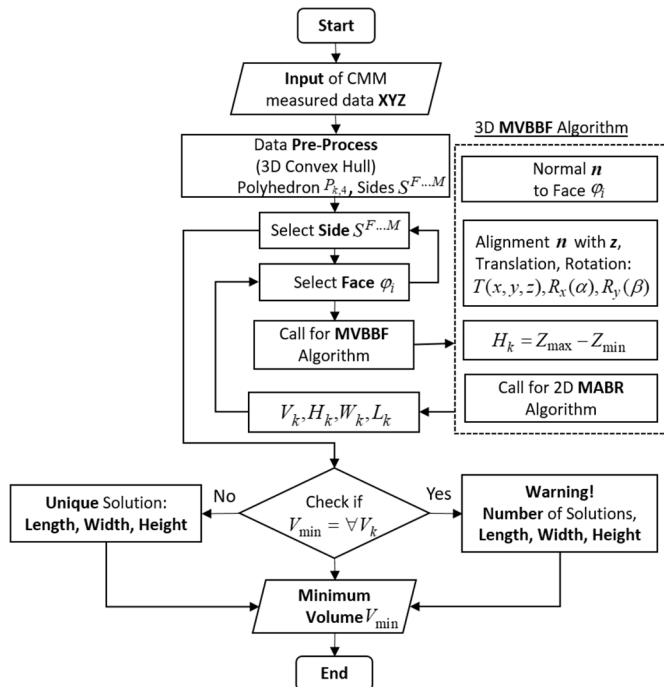 Start
Input of CMM
measured data XYZ
Data Pre-Process
(3D Convex Hull)
Polyhedron P_{k,4}, Sides S^{F...M}
Select Side S^{F...M}
Select Face φ_i
Call for MVBBF
Algorithm
V_k, H_k, W_k, L_k
3D MVBBF Algorithm
Normal n
to Face φ_i
Alignment n with z,
Translation, Rotation:
T(x, y, z), R_x(α), R_y(β)
H_k = Z_max − Z_min
Call for 2D MABR
Algorithm
Check if
V_min = ∀V_k
No
Yes
Unique Solution:
Length, Width, Height
Warning!
Number of Solutions,
Length, Width, Height
Minimum
Volume V_min
End